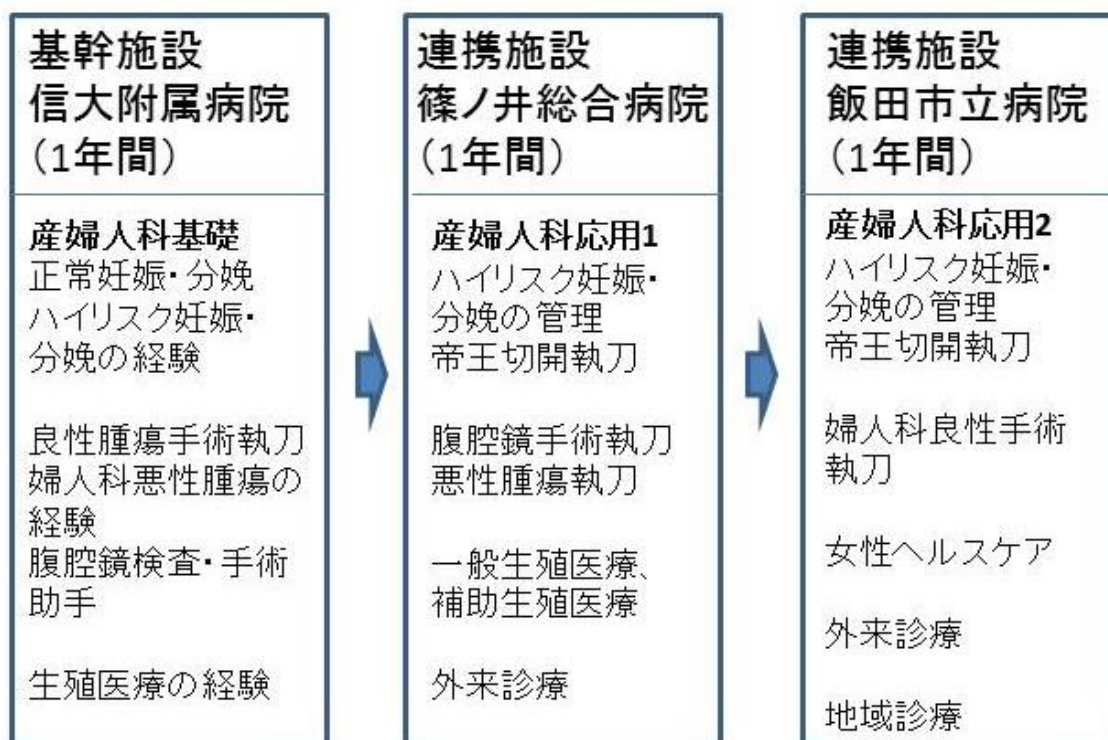 基幹施設
信大附属病院
(1年間)
産婦人科基礎
正常妊娠・分娩
ハイリスク妊娠・
分娩の経験
良性腫瘍手術執刀
婦人科悪性腫瘍の
経験
腹腔鏡検査・手術
助手
生殖医療の経験
連携施設
篠ノ井総合病院
(1年間)
産婦人科応用1
ハイリスク妊娠・
分娩の管理
帝王切開執刀
腹腔鏡手術執刀
悪性腫瘍執刀
一般生殖医療、
補助生殖医療
外来診療
連携施設
飯田市立病院
(1年間)
産婦人科応用2
ハイリスク妊娠・
分娩の管理
帝王切開執刀
婦人科良性手術
執刀
女性ヘルスケア
外来診療
地域診療